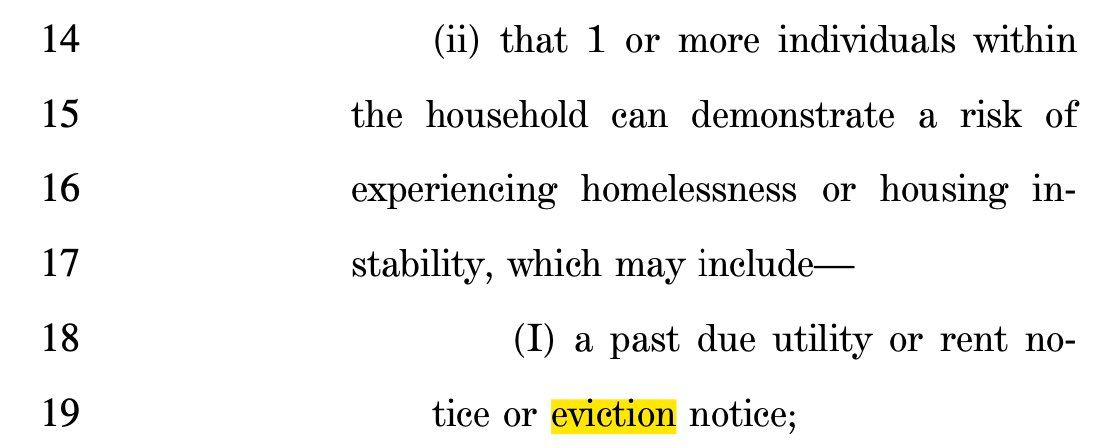 14 (ii) that 1 or more individuals within
15 the household can demonstrate a risk of
16 experiencing homelessness or housing in-
17 stability, which may include—
18 (I) a past due utility or rent no-
19 tice or eviction notice;